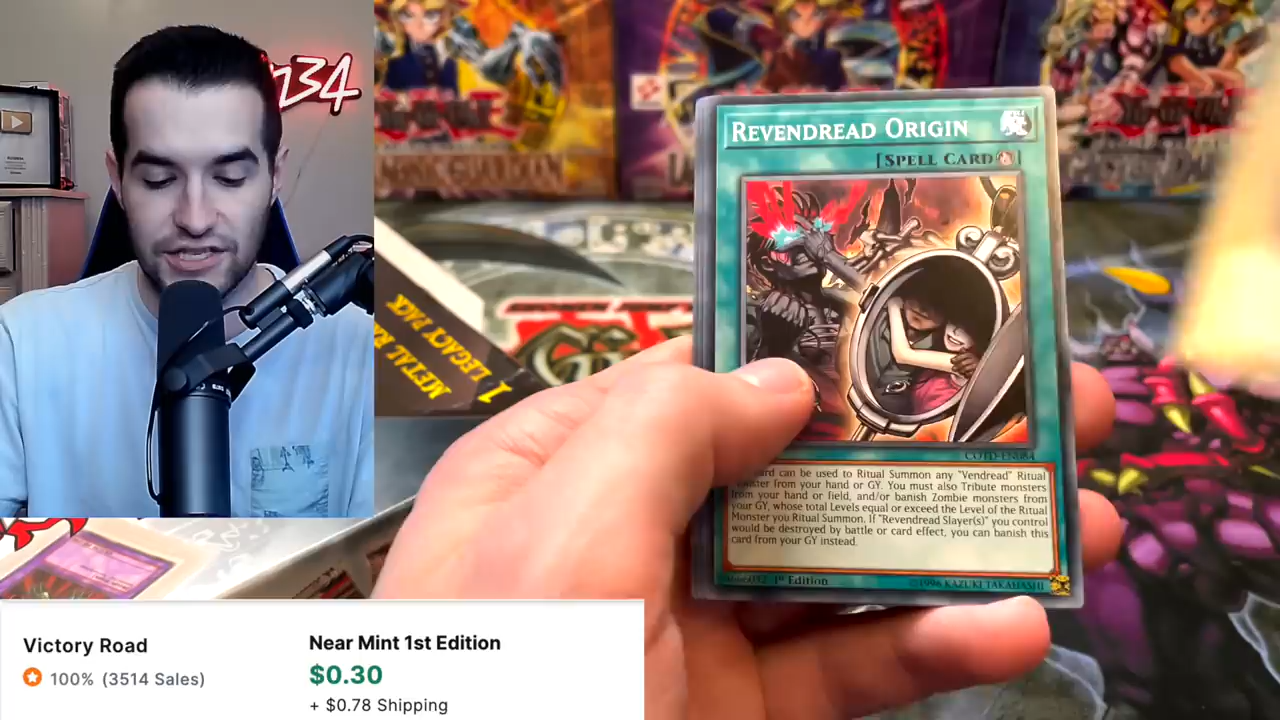 REVENDREAD ORIGIN
[SPELL CARD]
COTD-EN084
card can be used to Ritual Summon any "Vendread" Ritual
from your hand or GY. You must also Tribute monsters
from your hand or field, and/or banish Zombie monsters from
your GY, whose total Levels equal or exceed the Level of the Ritual
Monster you Ritual Summon. If "Revendread Slayer(s)" you control
would be destroyed by battle or card effect, you can banish this
card from your GY instead.
1st Edition
©1996 KAZUKI TAKAHASHI
METAL
1 LEGACY PACK
Victory Road
100% (3514 Sales)
Near Mint 1st Edition
$0.30
+ $0.78 Shipping